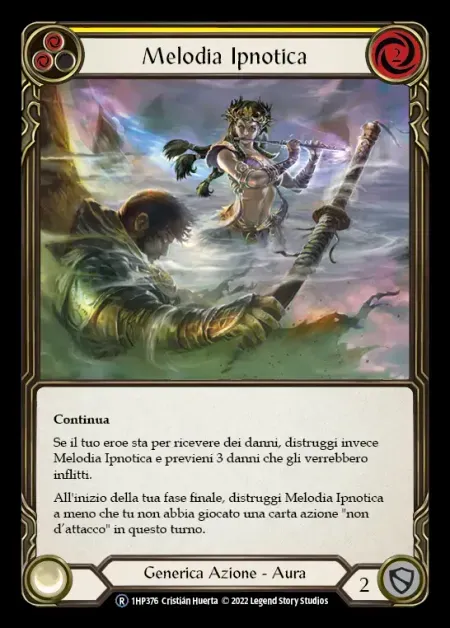 Melodia Ipnotica
2
Continua
Se il tuo eroe sta per ricevere dei danni, distruggi invece
Melodia Ipnotica e previeni 3 danni che gli verrebbero
inflitti.
All'inizio della tua fase finale, distruggi Melodia Ipnotica
a meno che tu non abbia giocato una carta azione "non
d'attacco" in questo turno.
Generica Azione - Aura
2
R 1HP376 Cristián Huerta © 2022 Legend Story Studios